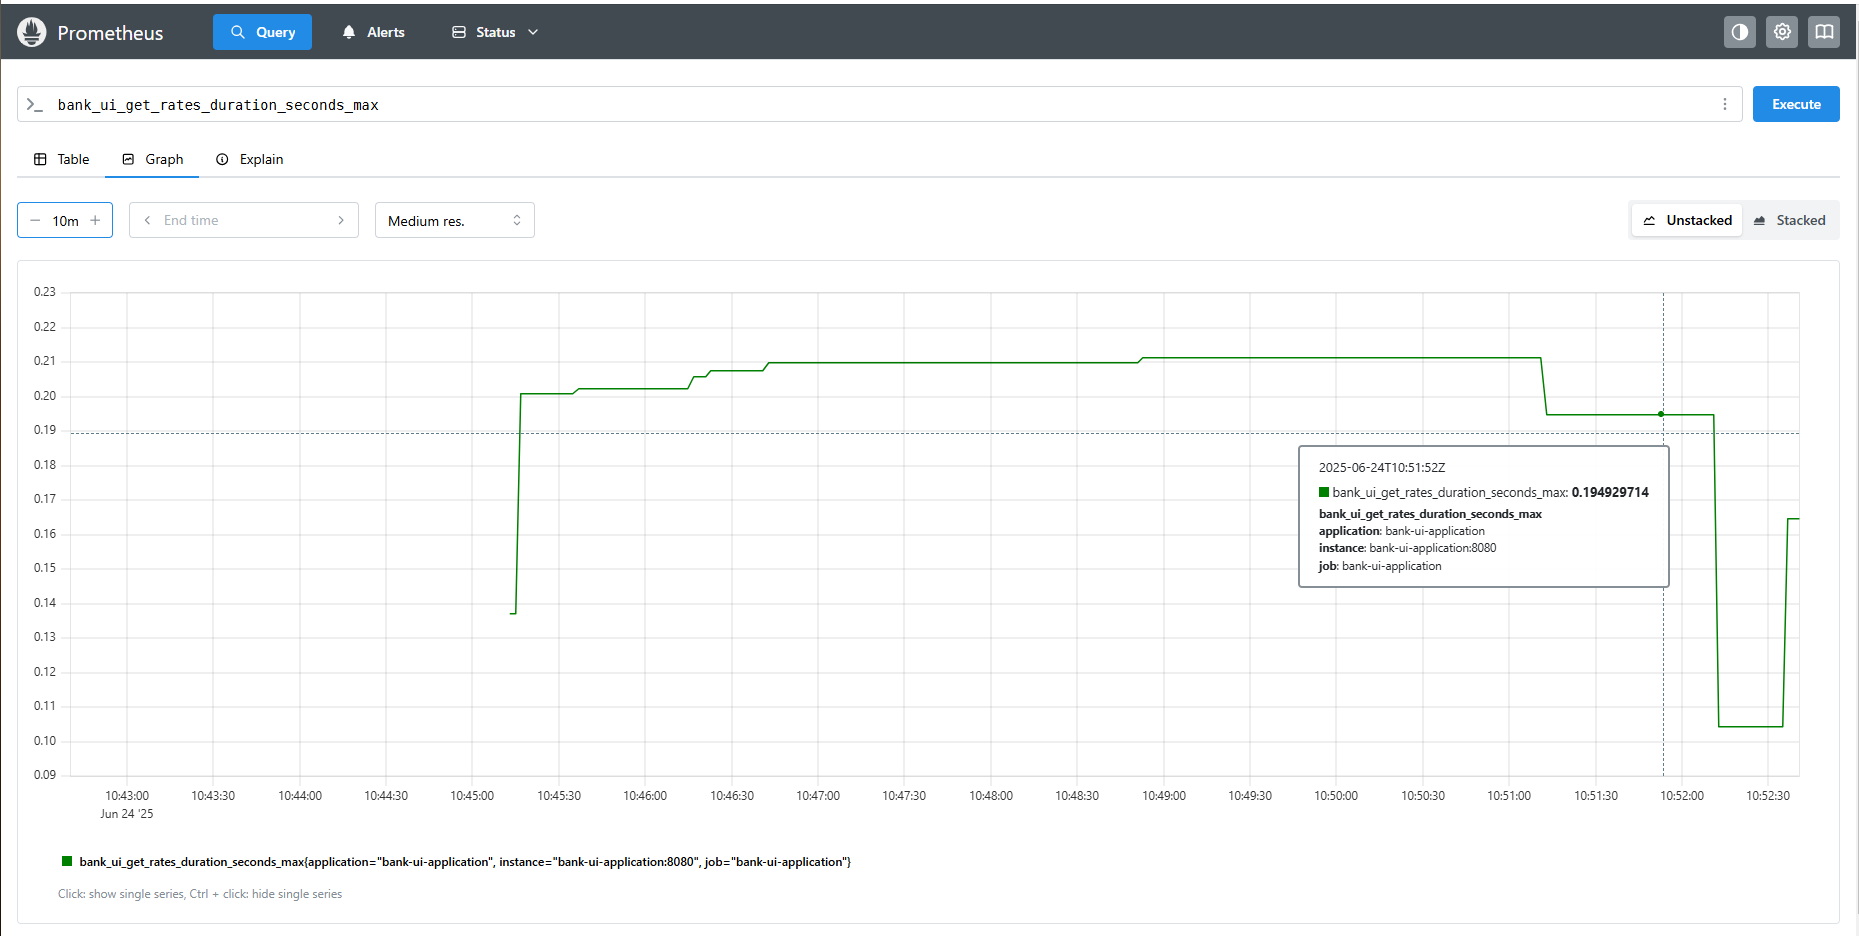 Prometheus
Query
Alerts
Status
bank_ui_get_rates_duration_seconds_max
Execute
Table
Graph
Explain
10m
End time
Medium res.
Unstacked
Stacked
0.23
0.22
0.21
0.20
0.19
0.18
0.17
0.16
0.15
0.14
0.13
0.12
0.11
0.10
0.09
2025-06-24T10:51:52Z
bank_ui_get_rates_duration_seconds_max: 0.194929714
bank_ui_get_rates_duration_seconds_max
application: bank-ui-application
instance: bank-ui-application:8080
job: bank-ui-application
10:43:00 10:43:30 10:44:00 10:44:30 10:45:00 10:45:30 10:46:00 10:46:30 10:47:00 10:47:30 10:48:00 10:48:30 10:49:00 10:49:30 10:50:00 10:50:30 10:51:00 10:51:30 10:52:00 10:52:30
Jun 24 '25
bank_ui_get_rates_duration_seconds_max{application="bank-ui-application", instance="bank-ui-application:8080", job="bank-ui-application"}
Click: show single series, Ctrl + click: hide single series